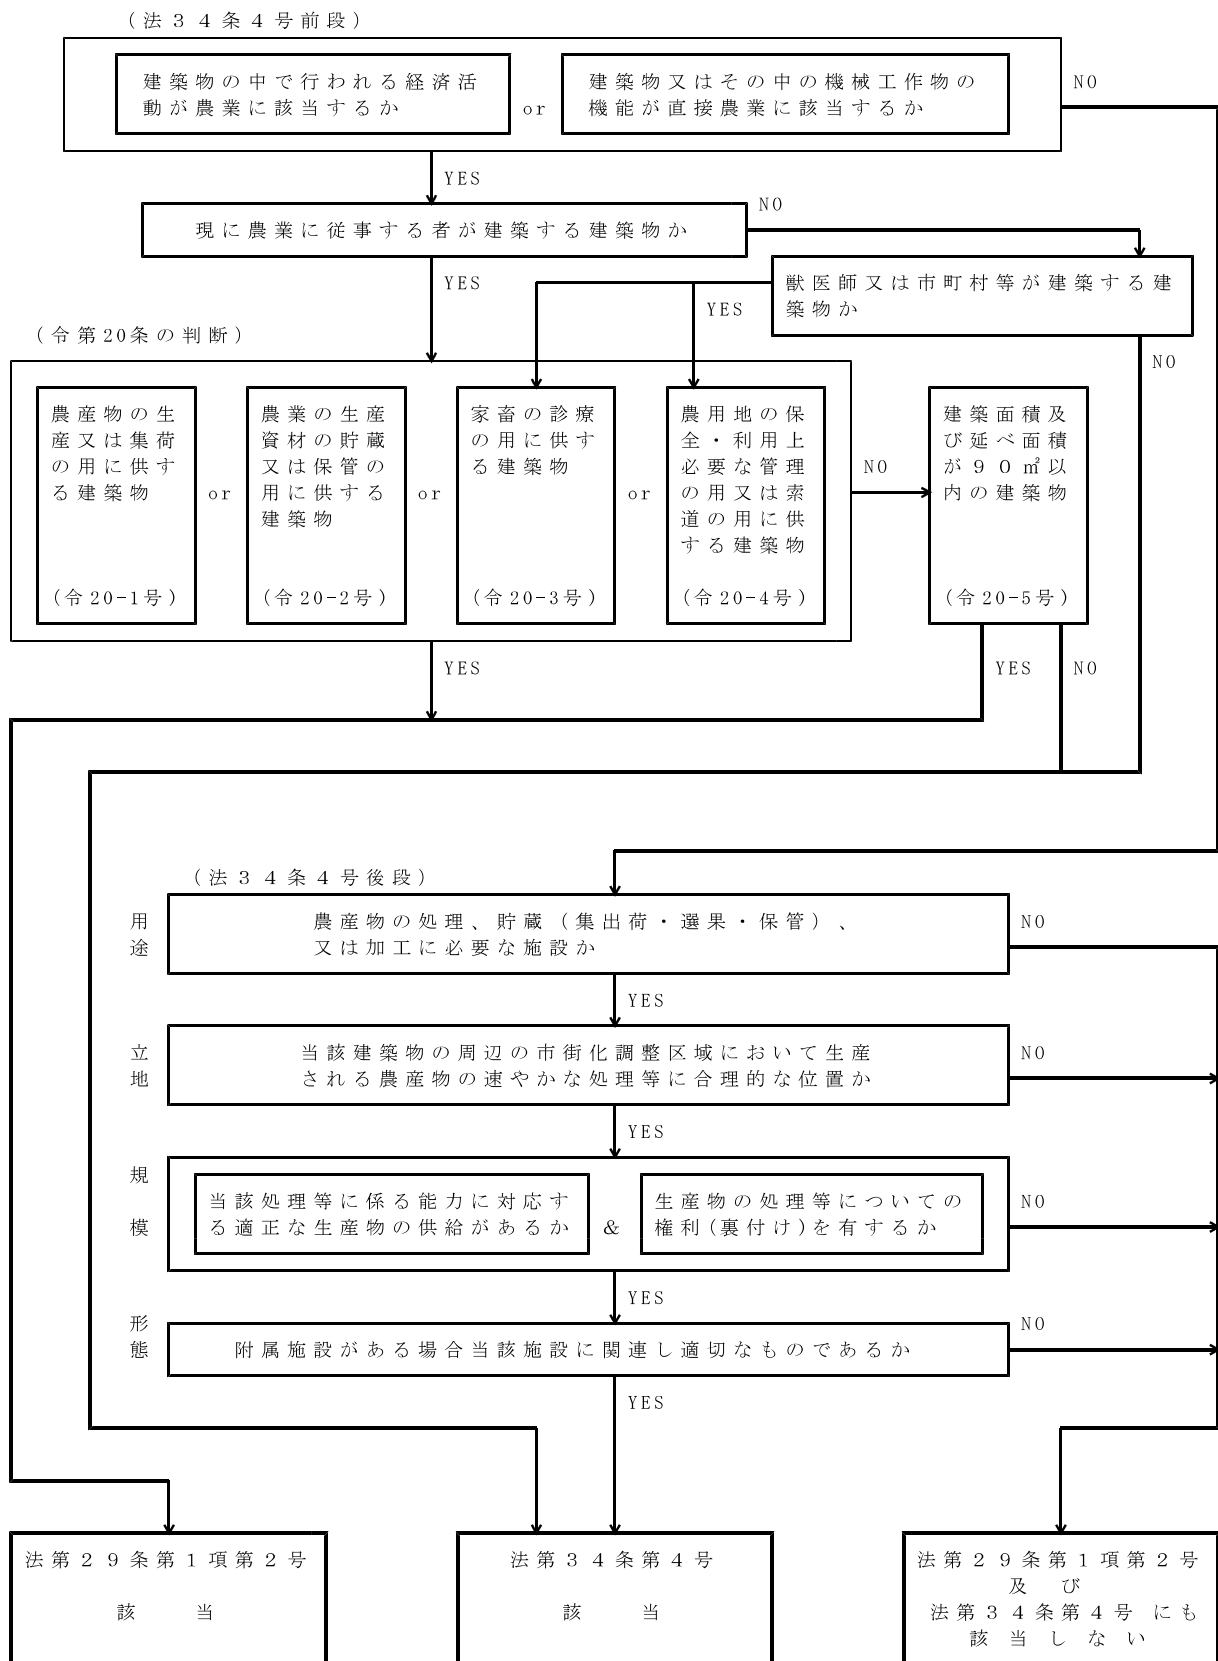 （法３４条４号前段）
建築物の中で行われる経済活
動が農業に該当するか
or
建築物又はその中の機械工作物の
機能が直接農業に該当するか
NO
YES
現に農業に従事する者が建築する建築物か
NO
YES
獣医師又は市町村等が建築する建
築物か
YES
NO
（令第20条の判断）
農産物の生
産又は集荷
の用に供す
る建築物
（令20-1号）
or
農業の生産
資材の貯蔵
又は保管の
用に供する
建築物
（令20-2号）
or
家畜の診療
の用に供す
る建築物
（令20-3号）
or
農用地の保
全・利用上
必要な管理
の用又は索
道の用に供
する建築物
（令20-4号）
NO
建築面積及
び延べ面積
が９０㎡以
内の建築物
（令20-5号）
YES
YES
NO
（法３４条４号後段）
用
途
農産物の処理、貯蔵（集出荷・選果・保管）、
又は加工に必要な施設か
NO
YES
立
地
当該建築物の周辺の市街化調整区域において生産
される農産物の速やかな処理等に合理的な位置か
NO
YES
規
模
当該処理等に係る能力に対応す
る適正な生産物の供給があるか
&
生産物の処理等についての
権利(裏付け)を有するか
NO
YES
形
態
附属施設がある場合当該施設に関連し適切なものであるか
NO
YES
法第２９条第１項第２号
該　　当
法第３４条第４号
該　　当
法第２９条第１項第２号
及　び
法第３４条第４号 にも
該 当 し な い